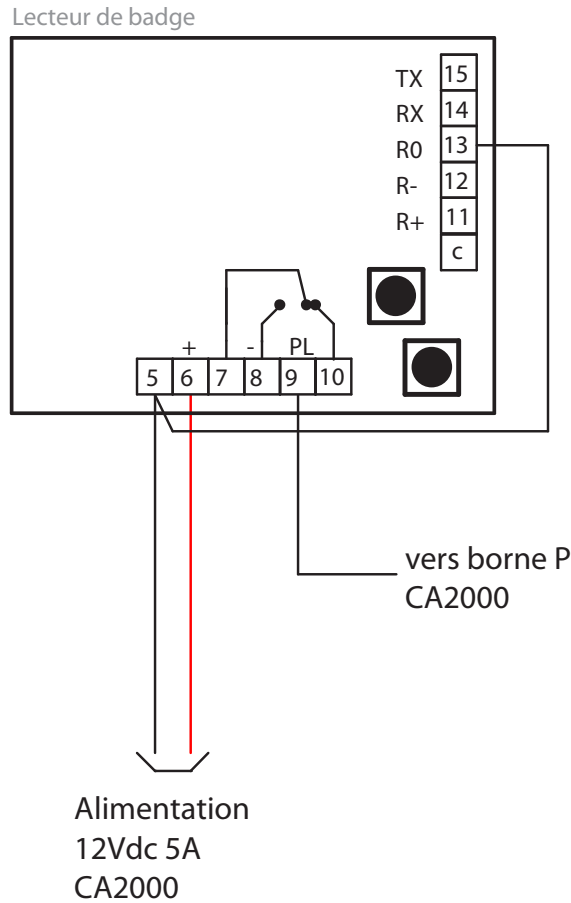 Lecteur de badge
TX 15
RX 14
R0 13
R- 12
R+ 11
c
+ - PL
5 6 7 8 9 10
vers borne P
CA2000
Alimentation
12Vdc 5A
CA2000